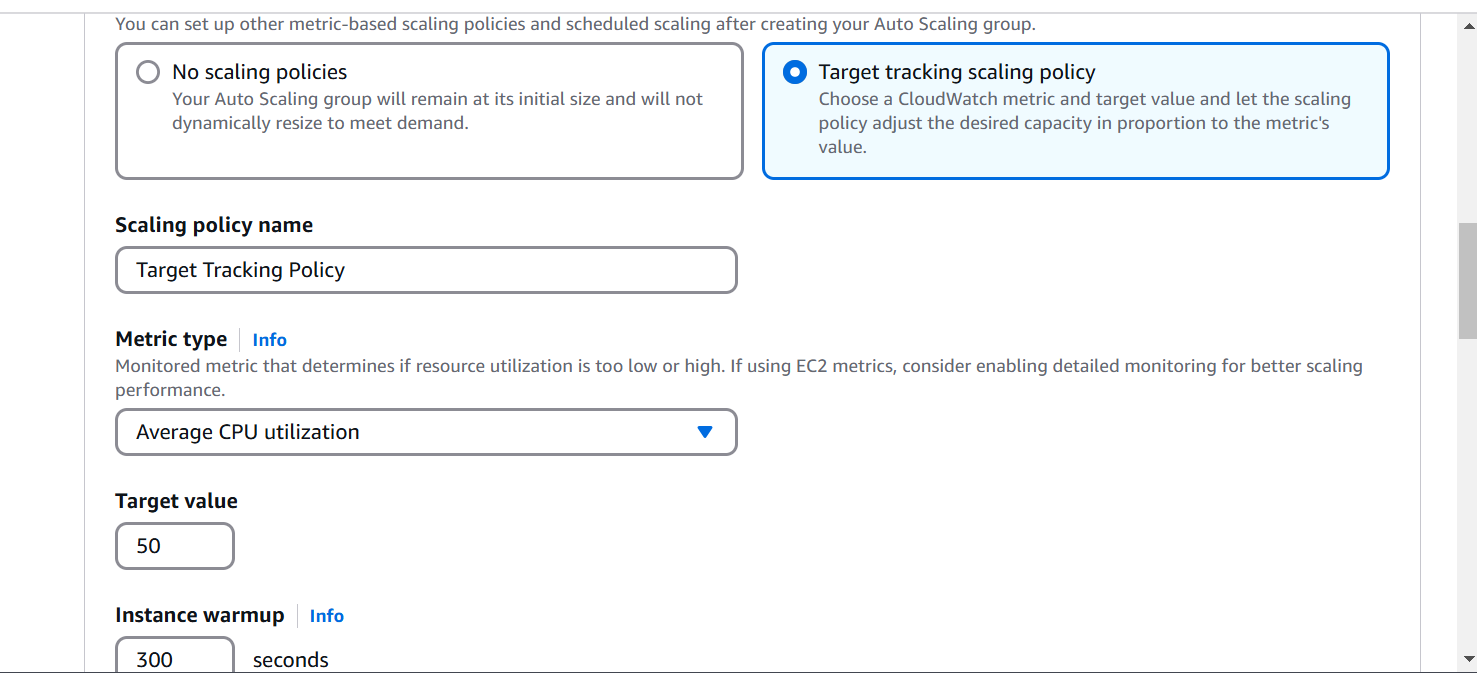 You can set up other metric-based scaling policies and scheduled scaling after creating your Auto Scaling group.
No scaling policies
Your Auto Scaling group will remain at its initial size and will not
dynamically resize to meet demand.
Target tracking scaling policy
Choose a CloudWatch metric and target value and let the scaling
policy adjust the desired capacity in proportion to the metric's
value.
Scaling policy name
Target Tracking Policy
Metric type Info
Monitored metric that determines if resource utilization is too low or high. If using EC2 metrics, consider enabling detailed monitoring for better scaling
performance.
Average CPU utilization
Target value
50
Instance warmup Info
300 seconds